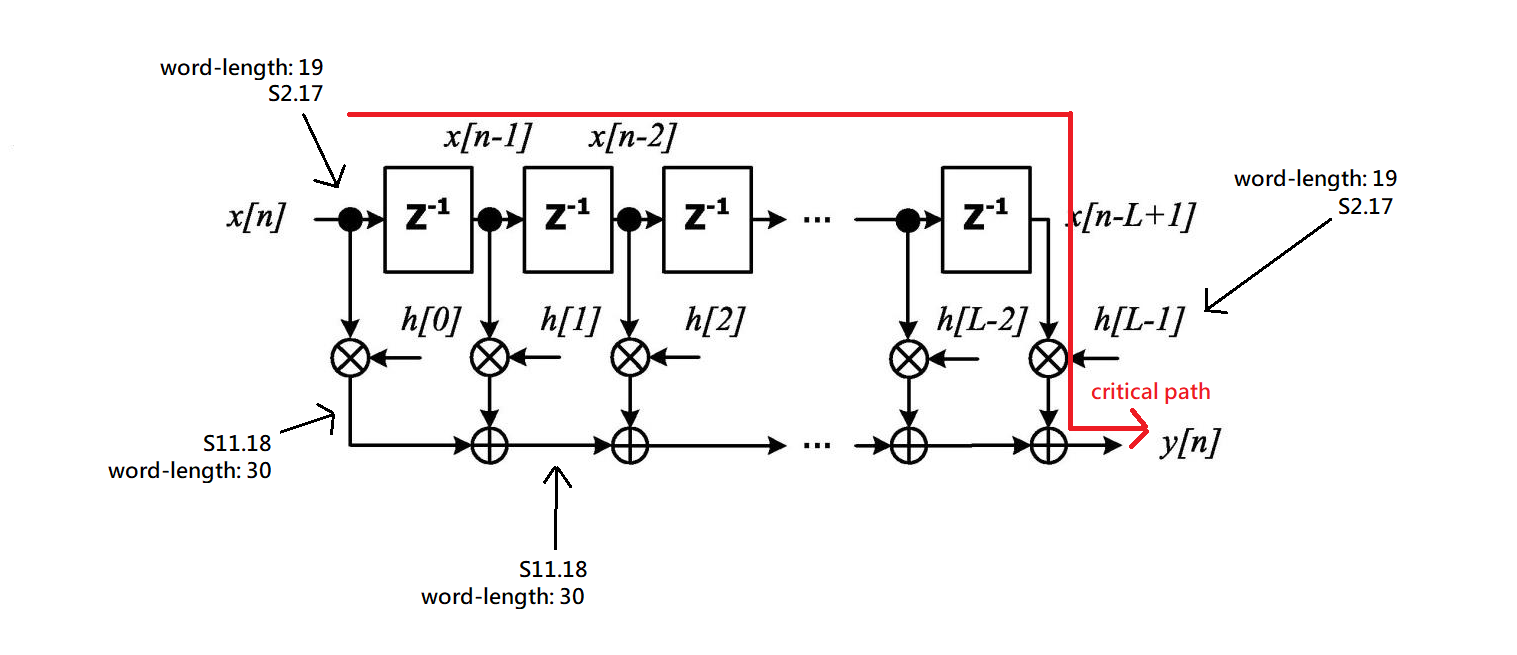 word-length: 19
S2.17
x[n-1] x[n-2]
word-length: 19
S2.17
x[n] z-1 z-1 z-1 ... z-1 x[n-L+1]
h[0] h[1] h[2] h[L-2] h[L-1]
critical path
S11.18
word-length: 30
... y[n]
S11.18
word-length: 30